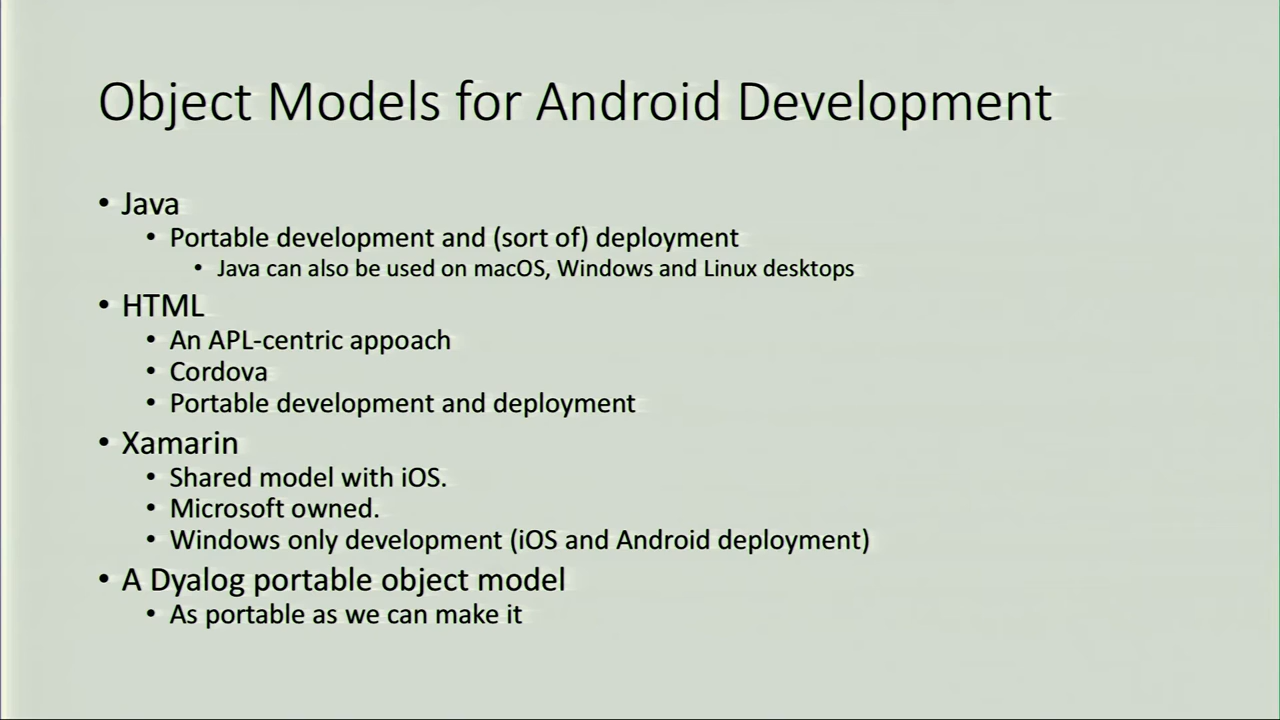 Object Models for Android Development
• Java
• Portable development and (sort of) deployment
• Java can also be used on macOS, Windows and Linux desktops
• HTML
• An APL-centric appoach
• Cordova
• Portable development and deployment
• Xamarin
• Shared model with iOS.
• Microsoft owned.
• Windows only development (iOS and Android deployment)
• A Dyalog portable object model
• As portable as we can make it